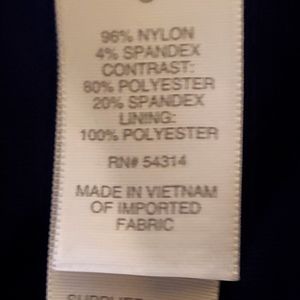 96% NYLON
4% SPANDEX
CONTRAST:
80% POLYESTER
20% SPANDEX
LINING:
100% POLYESTER
RN# 54314
MADE IN VIETNAM
OF IMPORTED
FABRIC